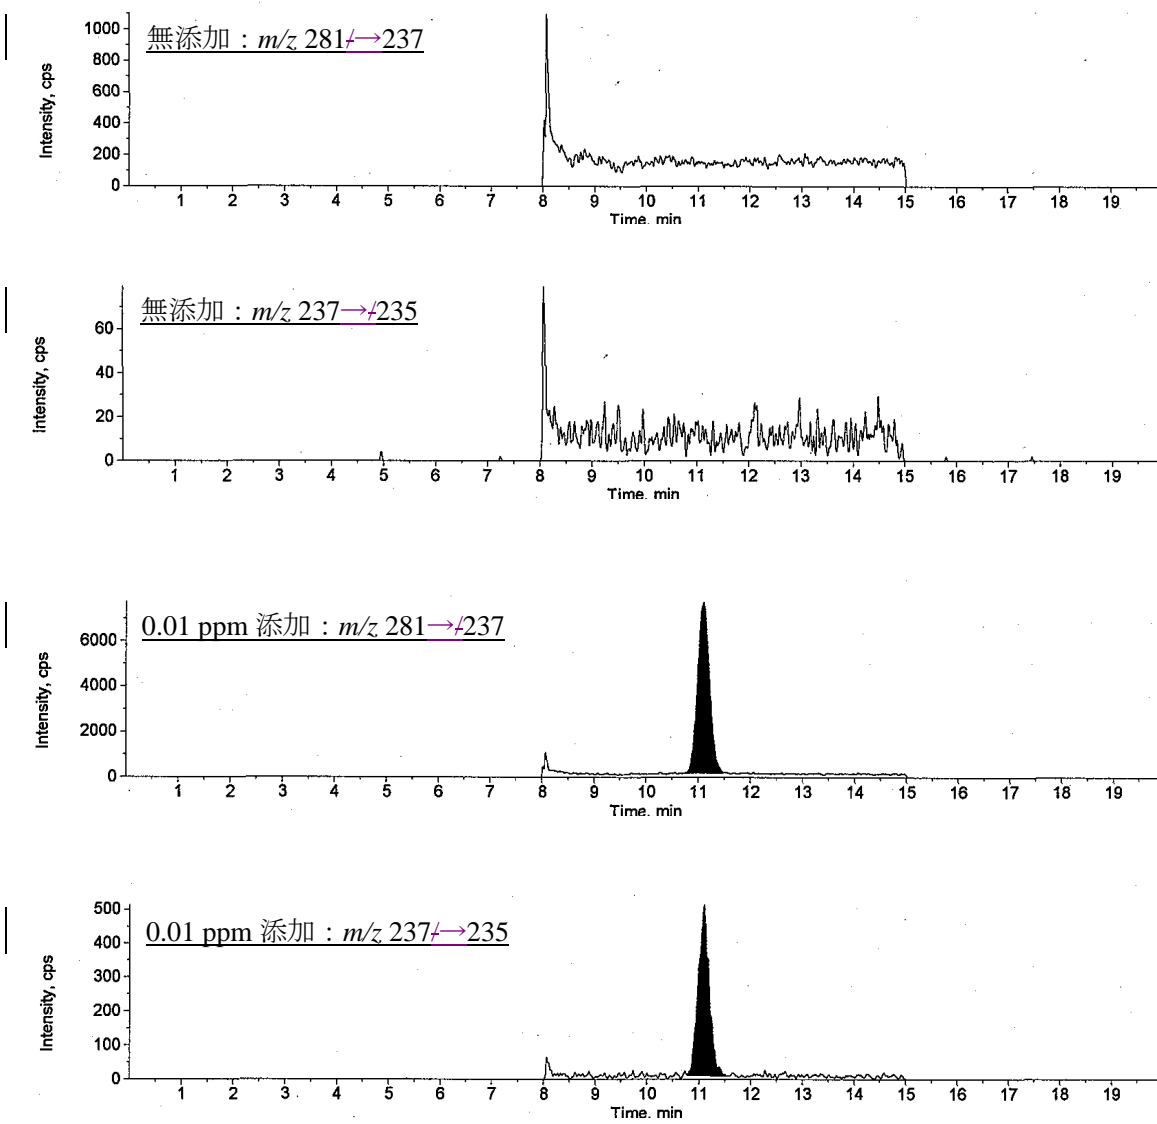 無添加：m/z 281/→237
1000
800
600
400
200
0
Intensity, cps
1 2 3 4 5 6 7 8 9 10 11 12 13 14 15 16 17 18 19
Time, min
無添加：m/z 237→/235
60
40
20
0
Intensity, cps
1 2 3 4 5 6 7 8 9 10 11 12 13 14 15 16 17 18 19
Time, min
0.01 ppm 添加：m/z 281→/237
6000
4000
2000
0
Intensity, cps
1 2 3 4 5 6 7 8 9 10 11 12 13 14 15 16 17 18 19
Time, min
0.01 ppm 添加：m/z 237/→235
500
400
300
200
100
0
Intensity, cps
1 2 3 4 5 6 7 8 9 10 11 12 13 14 15 16 17 18 19
Time, min